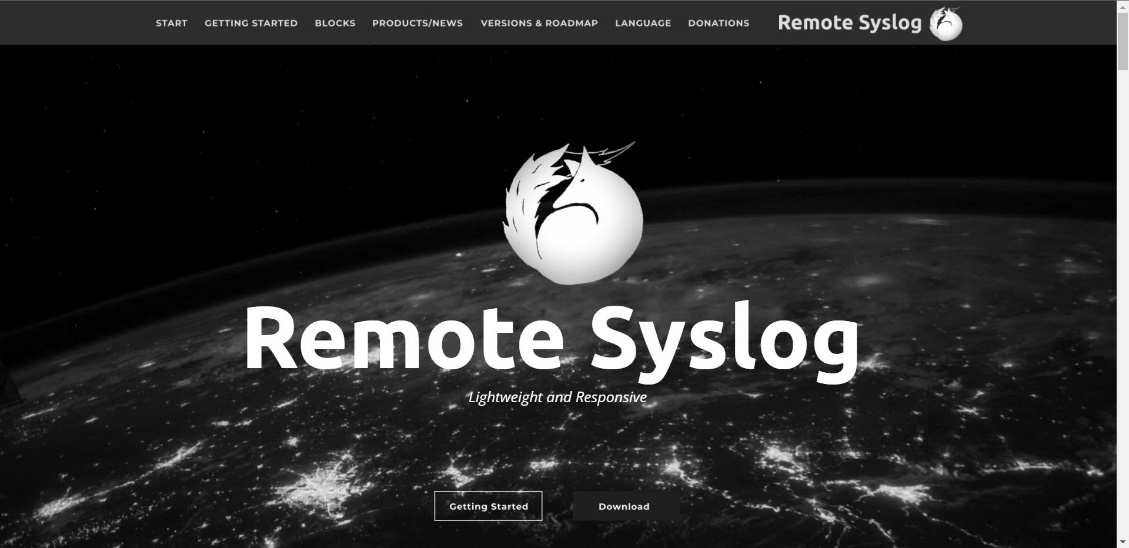 START GETTING STARTED BLOCKS PRODUCTS/NEWS VERSIONS & ROADMAP LANGUAGE DONATIONS Remote Syslog
Remote Syslog
Lightweight and Responsive
Getting Started Download